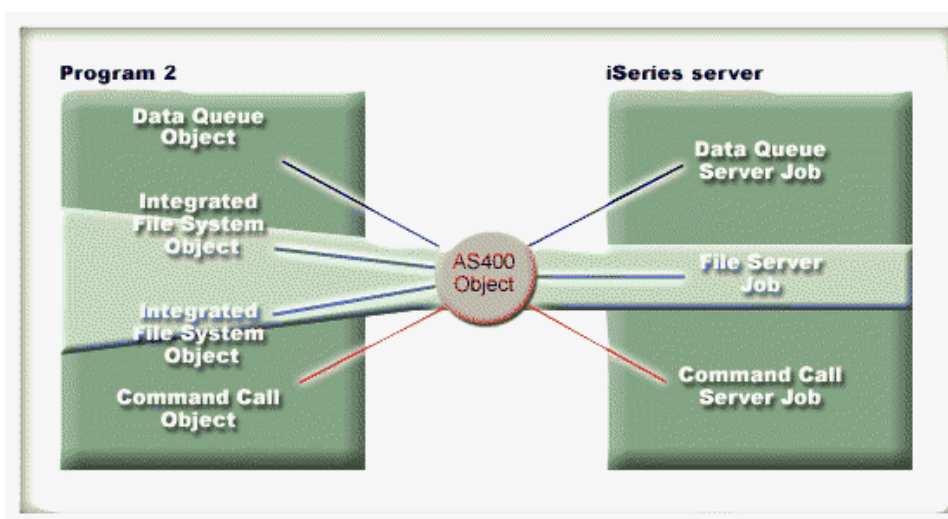 Program 2
Data Queue
Object
Integrated
File System
Object
Integrated
File System
Object
Command Call
Object
AS400
Object
iSeries server
Data Queue
Server Job
File Server
Job
Command Call
Server Job